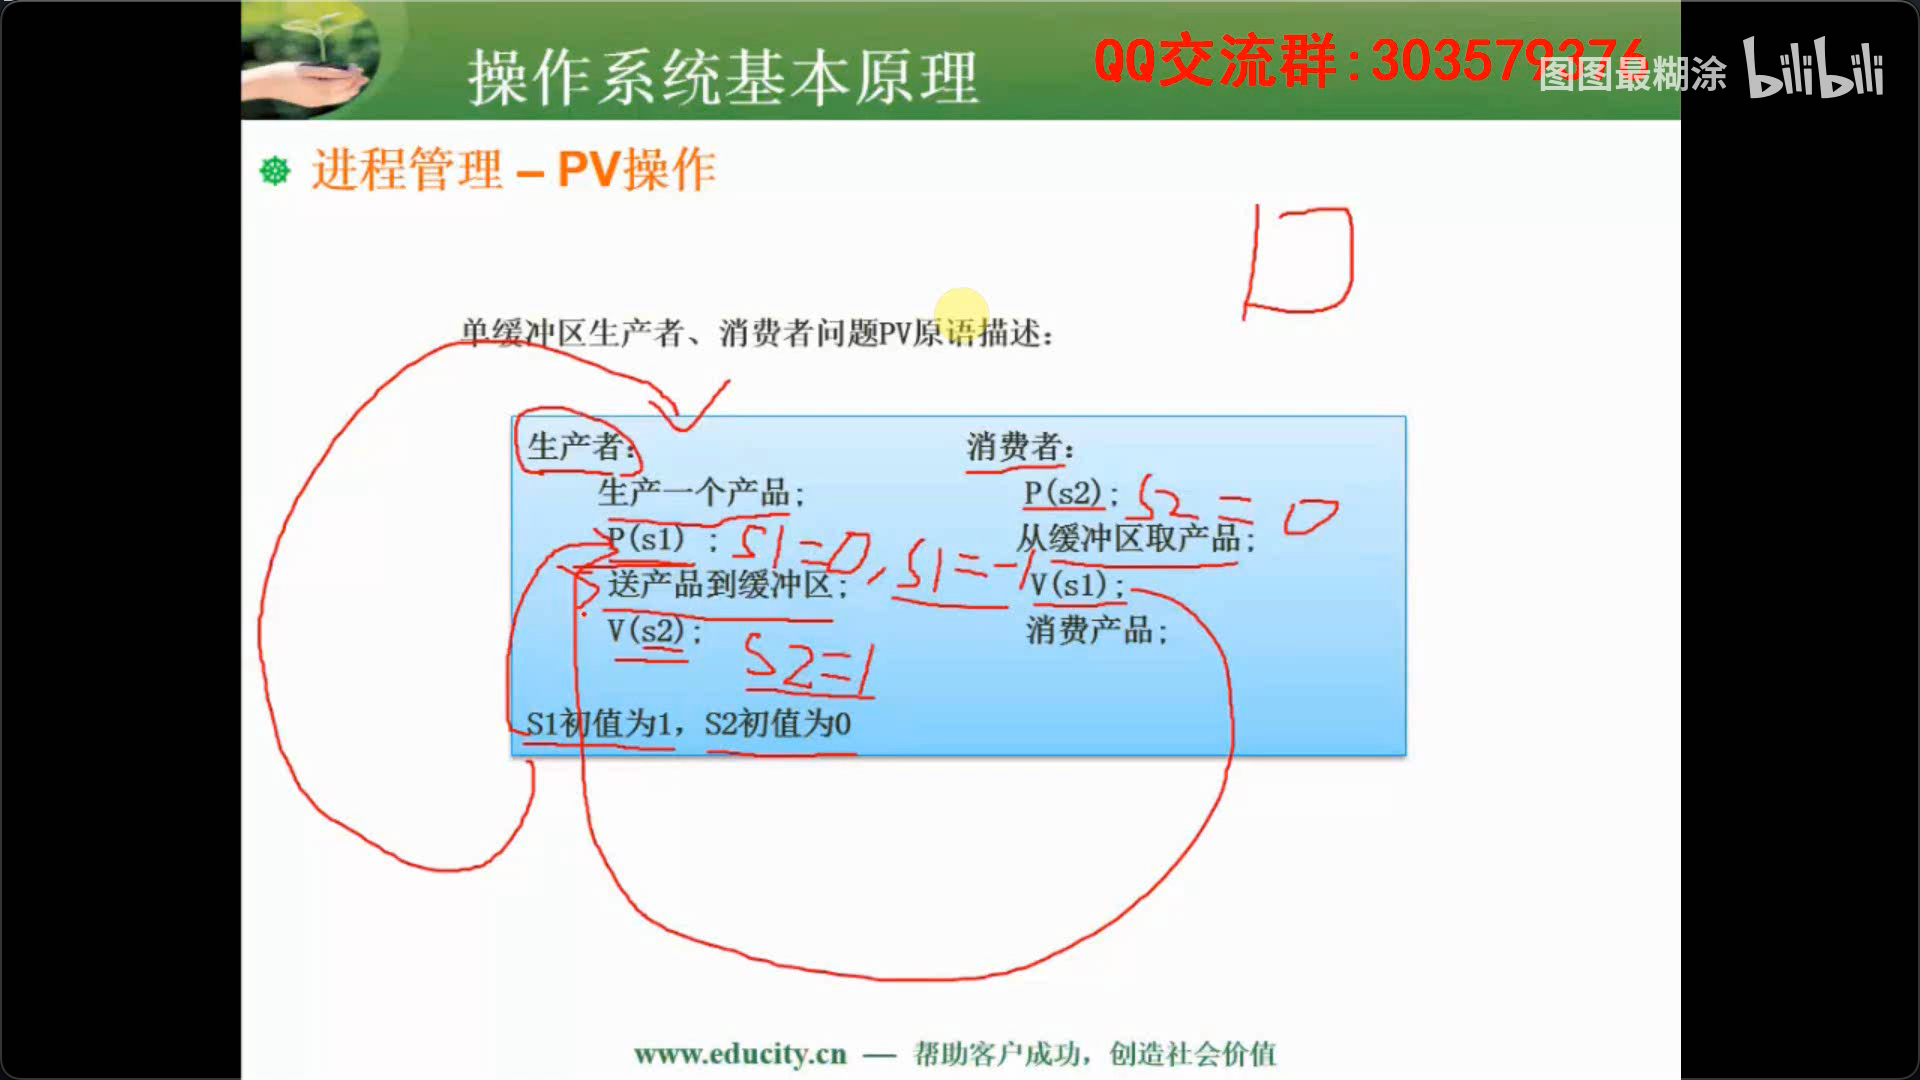 操作系统基本原理
QQ交流群:303579376
图图最糊涂 bilibili
进程管理 – PV操作
单缓冲区生产者、消费者问题PV原语描述:
生产者:
生产一个产品;
P(s1) ; S1=0, S1=-1
送产品到缓冲区;
V(s2); S2=1
S1初值为1，S2初值为0
消费者:
P(s2); S2=0
从缓冲区取产品;
V(s1);
消费产品;
www.educity.cn — 帮助客户成功，创造社会价值